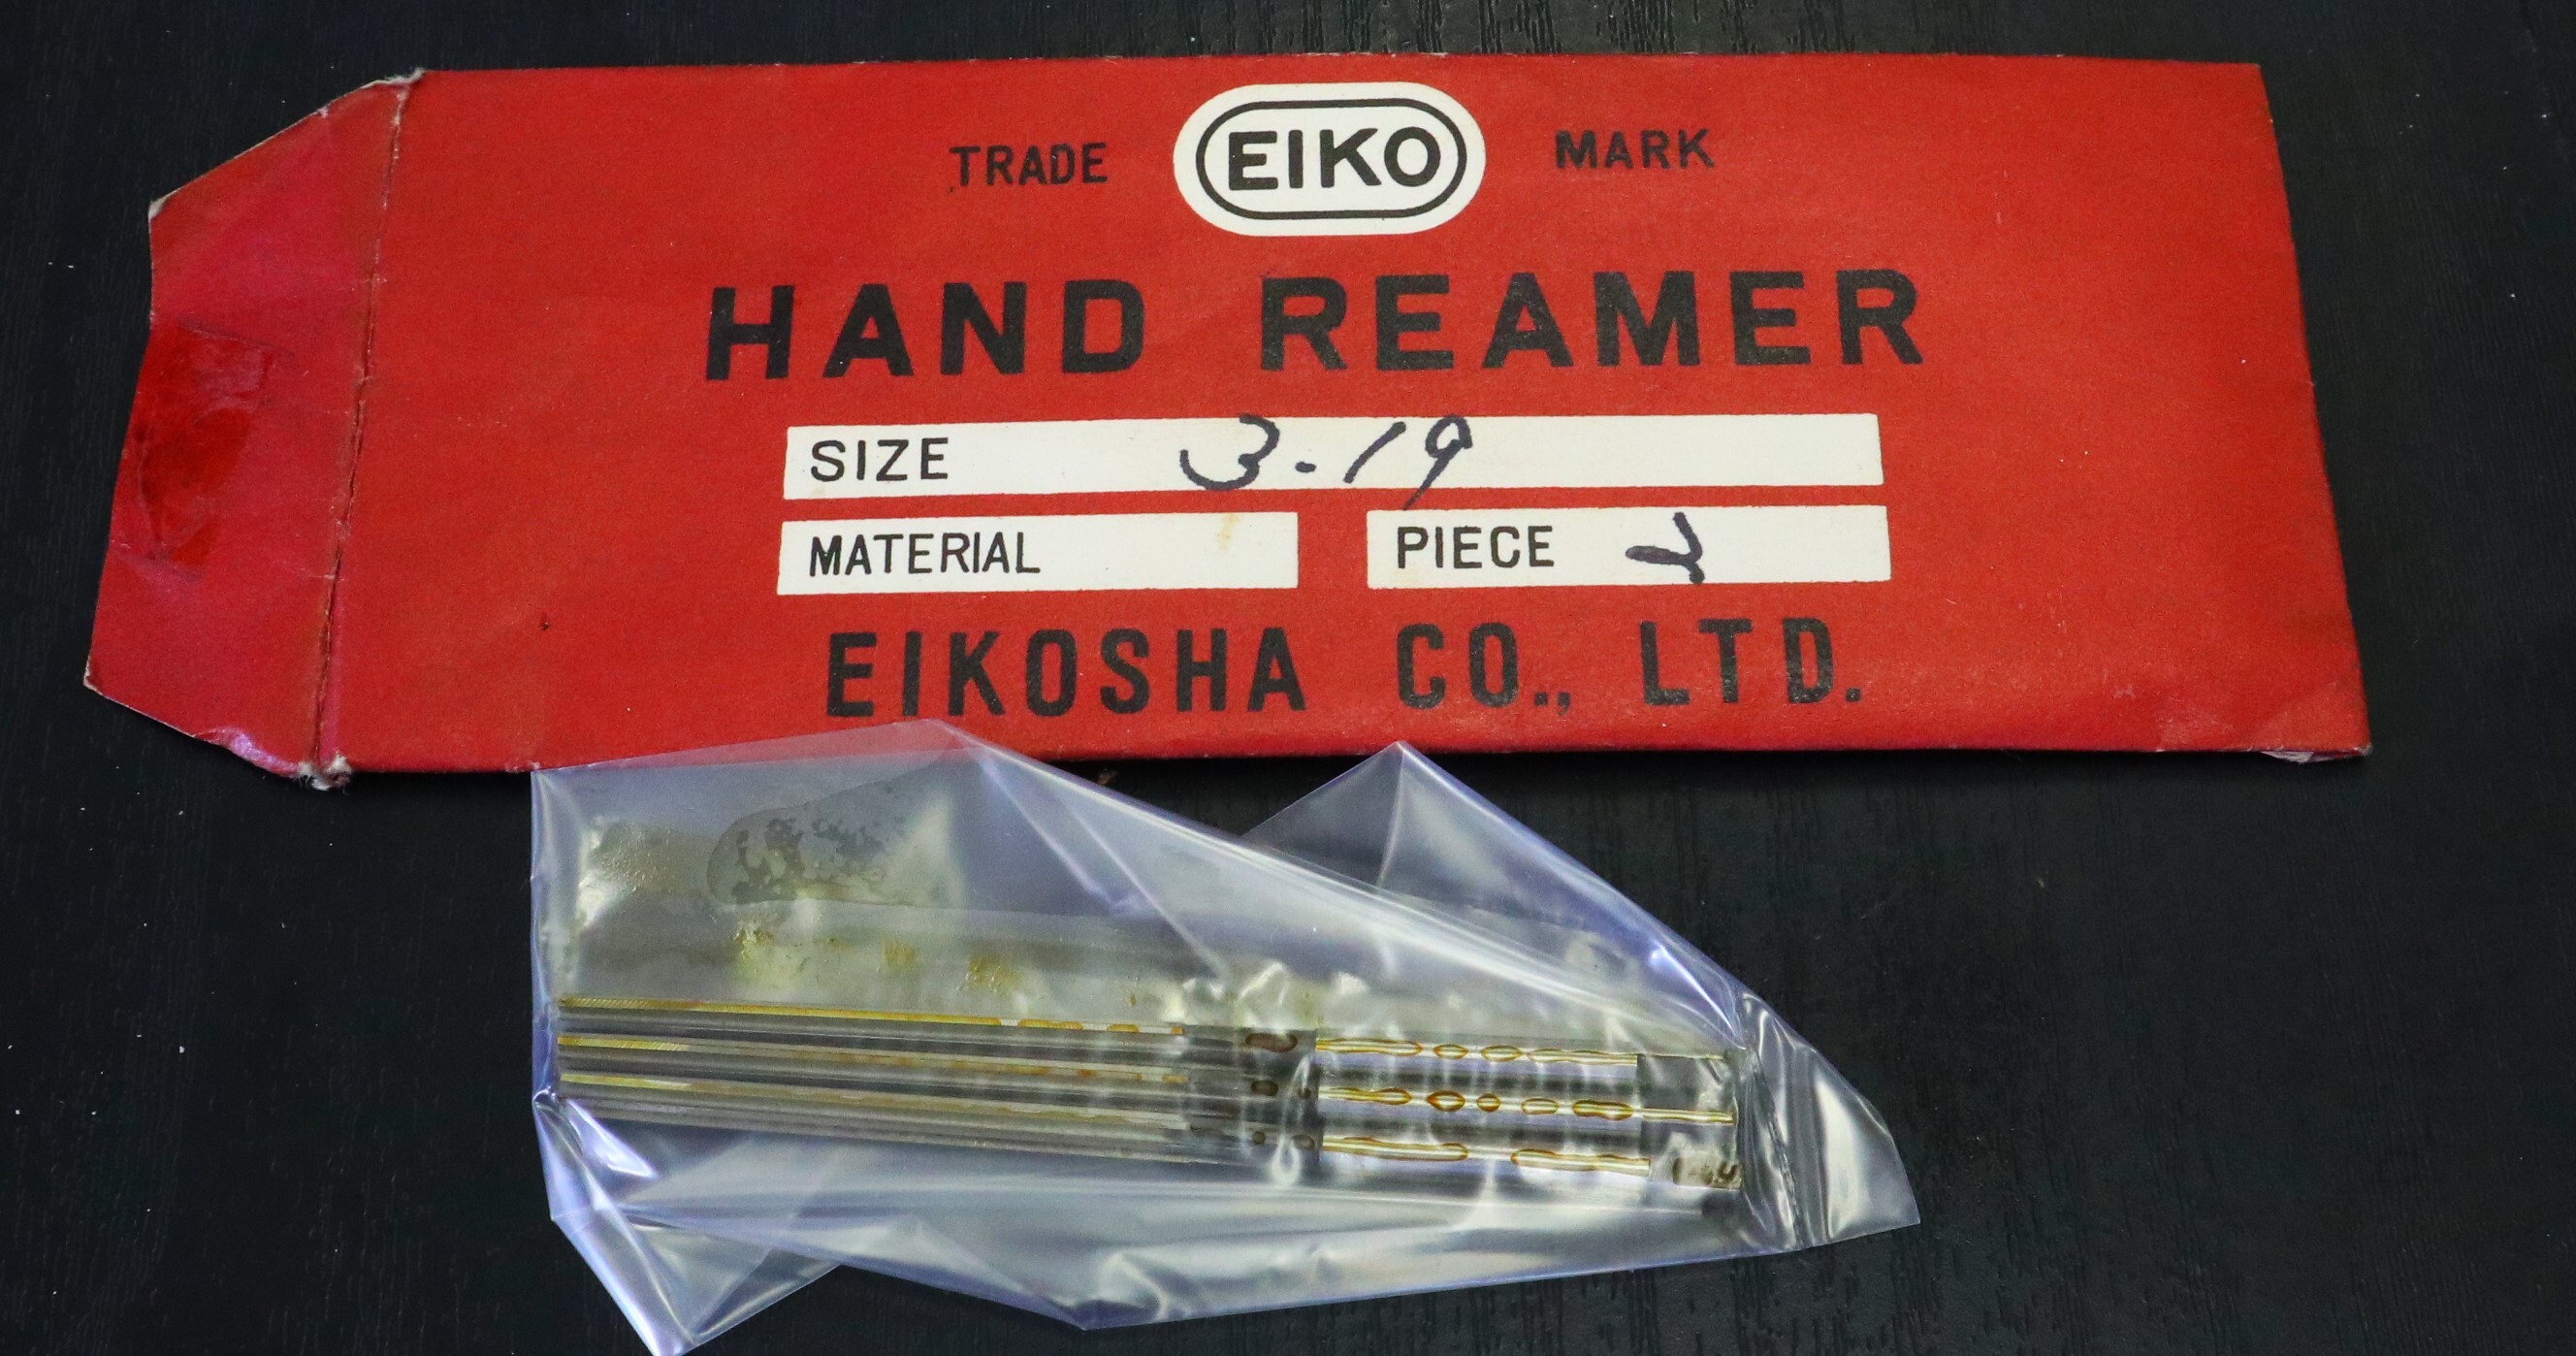 TRADE EIKO MARK
HAND REAMER
SIZE 3.19
MATERIAL PIECE
EIKOSHA CO., LTD.